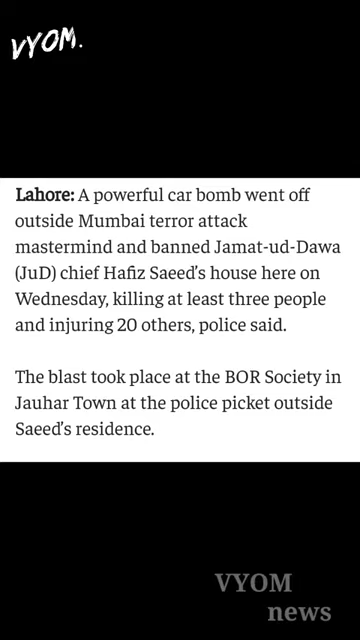 VYOM.
Lahore: A powerful car bomb went off
outside Mumbai terror attack
mastermind and banned Jamat-ud-Dawa
(JuD) chief Hafiz Saeed's house here on
Wednesday, killing at least three people
and injuring 20 others, police said.
The blast took place at the BOR Society in
Jauhar Town at the police picket outside
Saeed's residence.
VYOM
news